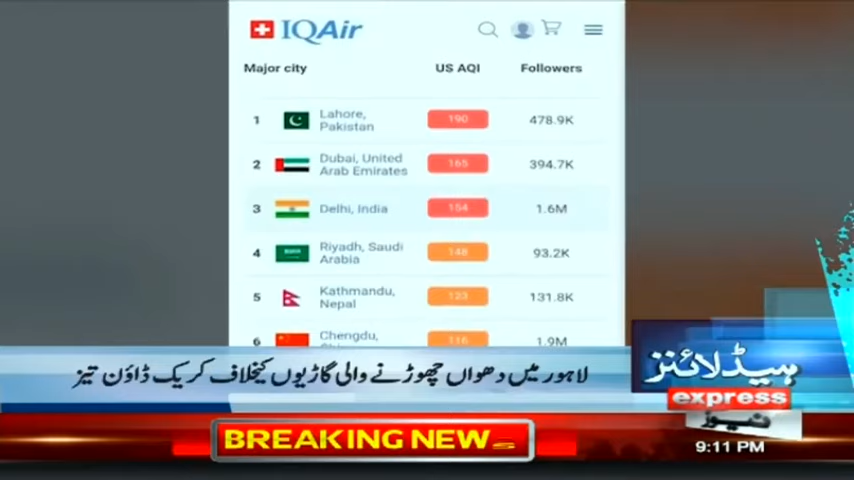 IQAir
Major city US AQI Followers
1 Lahore, Pakistan 190 478.9K
2 Dubai, United Arab Emirates 165 394.7K
3 Delhi, India 154 1.6M
4 Riyadh, Saudi Arabia 148 93.2K
5 Kathmandu, Nepal 123 131.8K
6 Chengdu, 116 1.9M
لاہور میں دھواں چھوڑنے والی گاڑیوں کیخلاف کریک ڈاؤن تیز
ہیڈلائنز
express
نیوز
BREAKING NEWS
9:11 PM